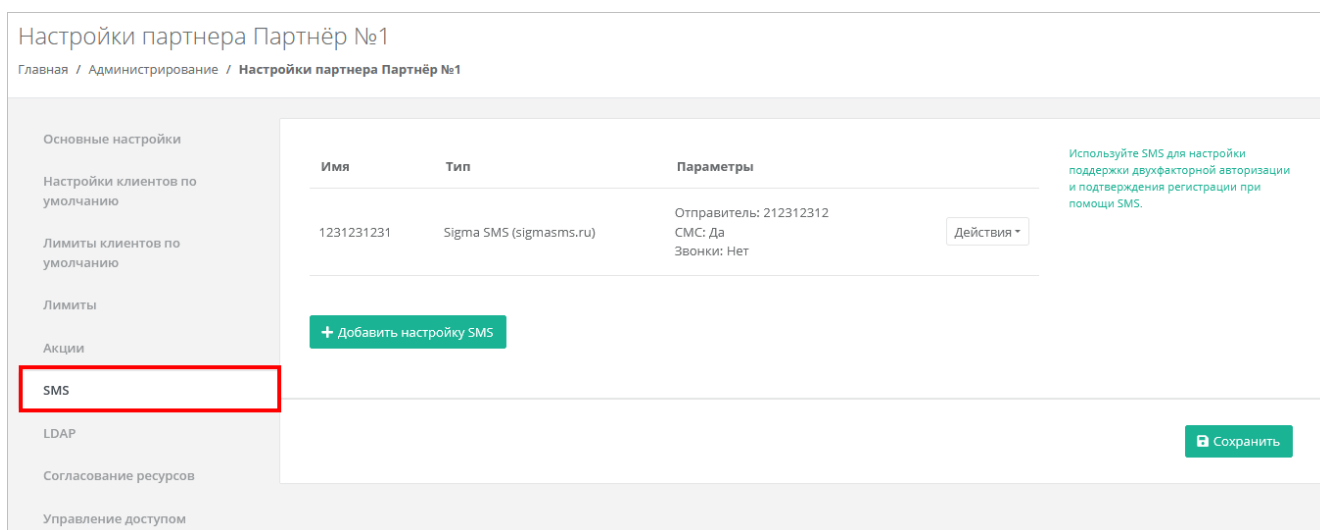 Настройки партнера Партнёр №1
Главная / Администрирование / Настройки партнера Партнёр №1
Основные настройки
Настройки клиентов по
умолчанию
Лимиты клиентов по
умолчанию
Лимиты
Акции
SMS
LDAP
Согласование ресурсов
Управление доступом
Имя Тип Параметры
1231231231 Sigma SMS (sigmasms.ru)
Отправитель: 212312312
СМС: Да
Звонки: Нет
Действия
Добавить настройку SMS
Используйте SMS для настройки
поддержки двухфакторной авторизации
и подтверждения регистрации при
помощи SMS.
Сохранить